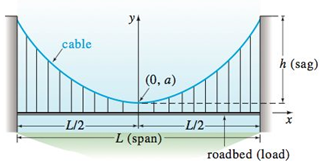 y
cable
(0, a)
h (sag)
x
L/2
L/2
L (span)
roadbed (load)